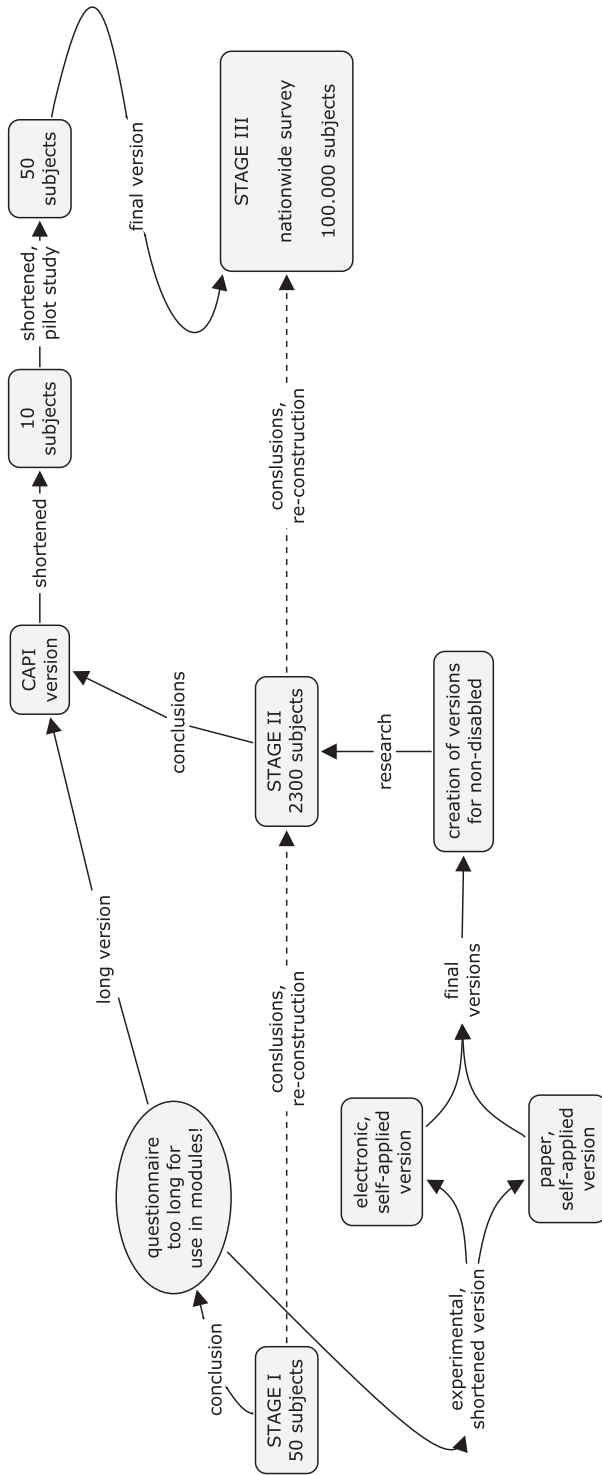 STAGE I
50 subjects
conclusion
questionnaire
too long for
use in modules!
long version
CAPI
version
shortened
10
subjects
shortened,
pilot study
50
subjects
final version
STAGE III
nationwide survey
100.000 subjects
conslusions,
re-construction
STAGE II
2300 subjects
conclusions
conslusions,
re-construction
experimental,
shortened version
electronic,
self-applied
version
paper,
self-applied
version
final
versions
creation of versions
for non-disabled
research